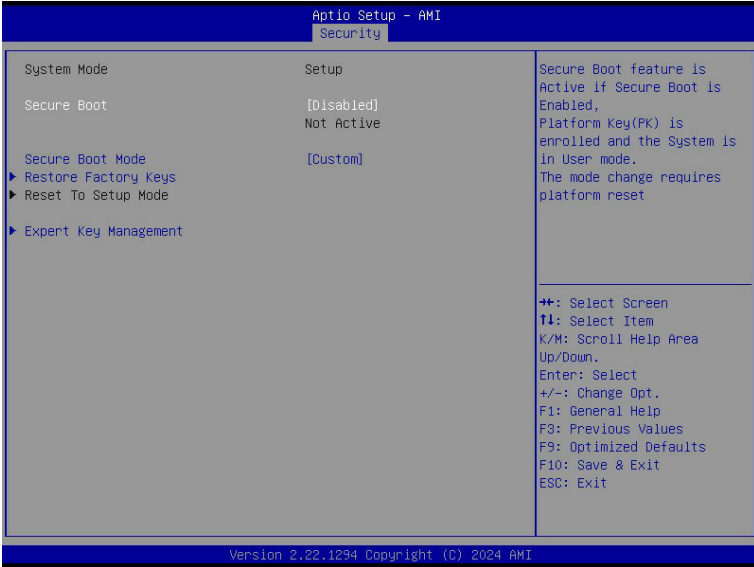 Aptio Setup - AMI
Security
System Mode Setup
Secure Boot [Disabled]
Not Active
Secure Boot Mode [Custom]
▶ Restore Factory Keys
▶ Reset To Setup Mode
▶ Expert Key Management
Secure Boot feature is
Active if Secure Boot is
Enabled,
Platform Key(PK) is
enrolled and the System is
in User mode.
The mode change requires
platform reset
→←: Select Screen
↑↓: Select Item
K/M: Scroll Help Area
Up/Down.
Enter: Select
+/-: Change Opt.
F1: General Help
F3: Previous Values
F9: Optimized Defaults
F10: Save & Exit
ESC: Exit
Version 2.22.1294 Copyright (C) 2024 AMI